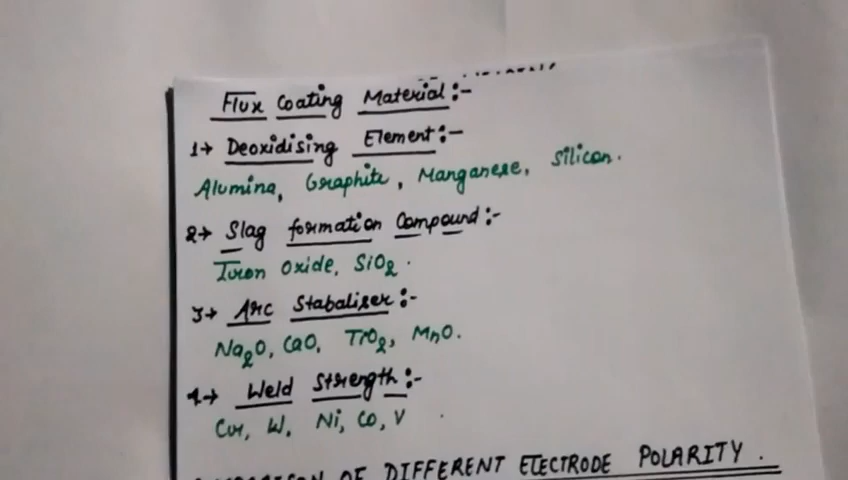 Flux Coating Material:-
1→ Deoxidising Element:-
Alumina, Graphite, Manganese, Silicon.
2→ Slag formation Compound:-
Iron Oxide, SiO2.
3→ Arc Stabaliser:-
Na2O, CaO, TiO2, MnO.
4→ Weld Strength:-
Cr, W, Ni, Co, V
OF DIFFERENT ELECTRODE POLARITY.